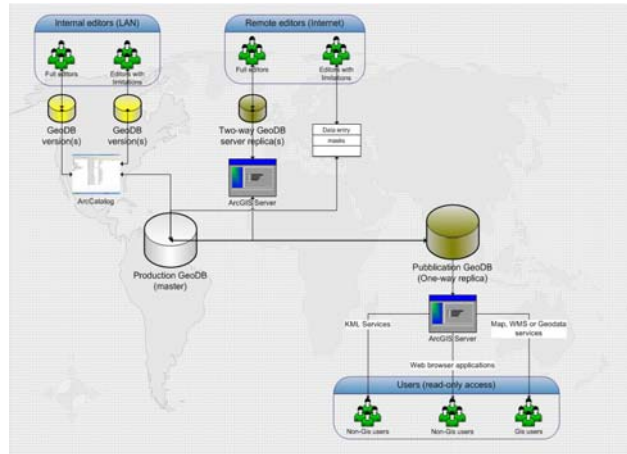 Internal editors (LAN)
Remote editors (Internet)
Full editors
Editors with
limitations
Full editors
Editors with
limitations
GeoDB
version(s)
GeoDB
version(s)
Two-way GeoDB
server replica(s)
Data entry
masks
ArcCatalog
ArcGIS Server
Production GeoDB
(master)
Pubblication GeoDB
(One-way replica)
KML Services
ArcGIS Server
Map, WMS or Geodata
services
Web browser applications
Users (read-only access)
Non-Gis users
Non-Gis users
Gis users